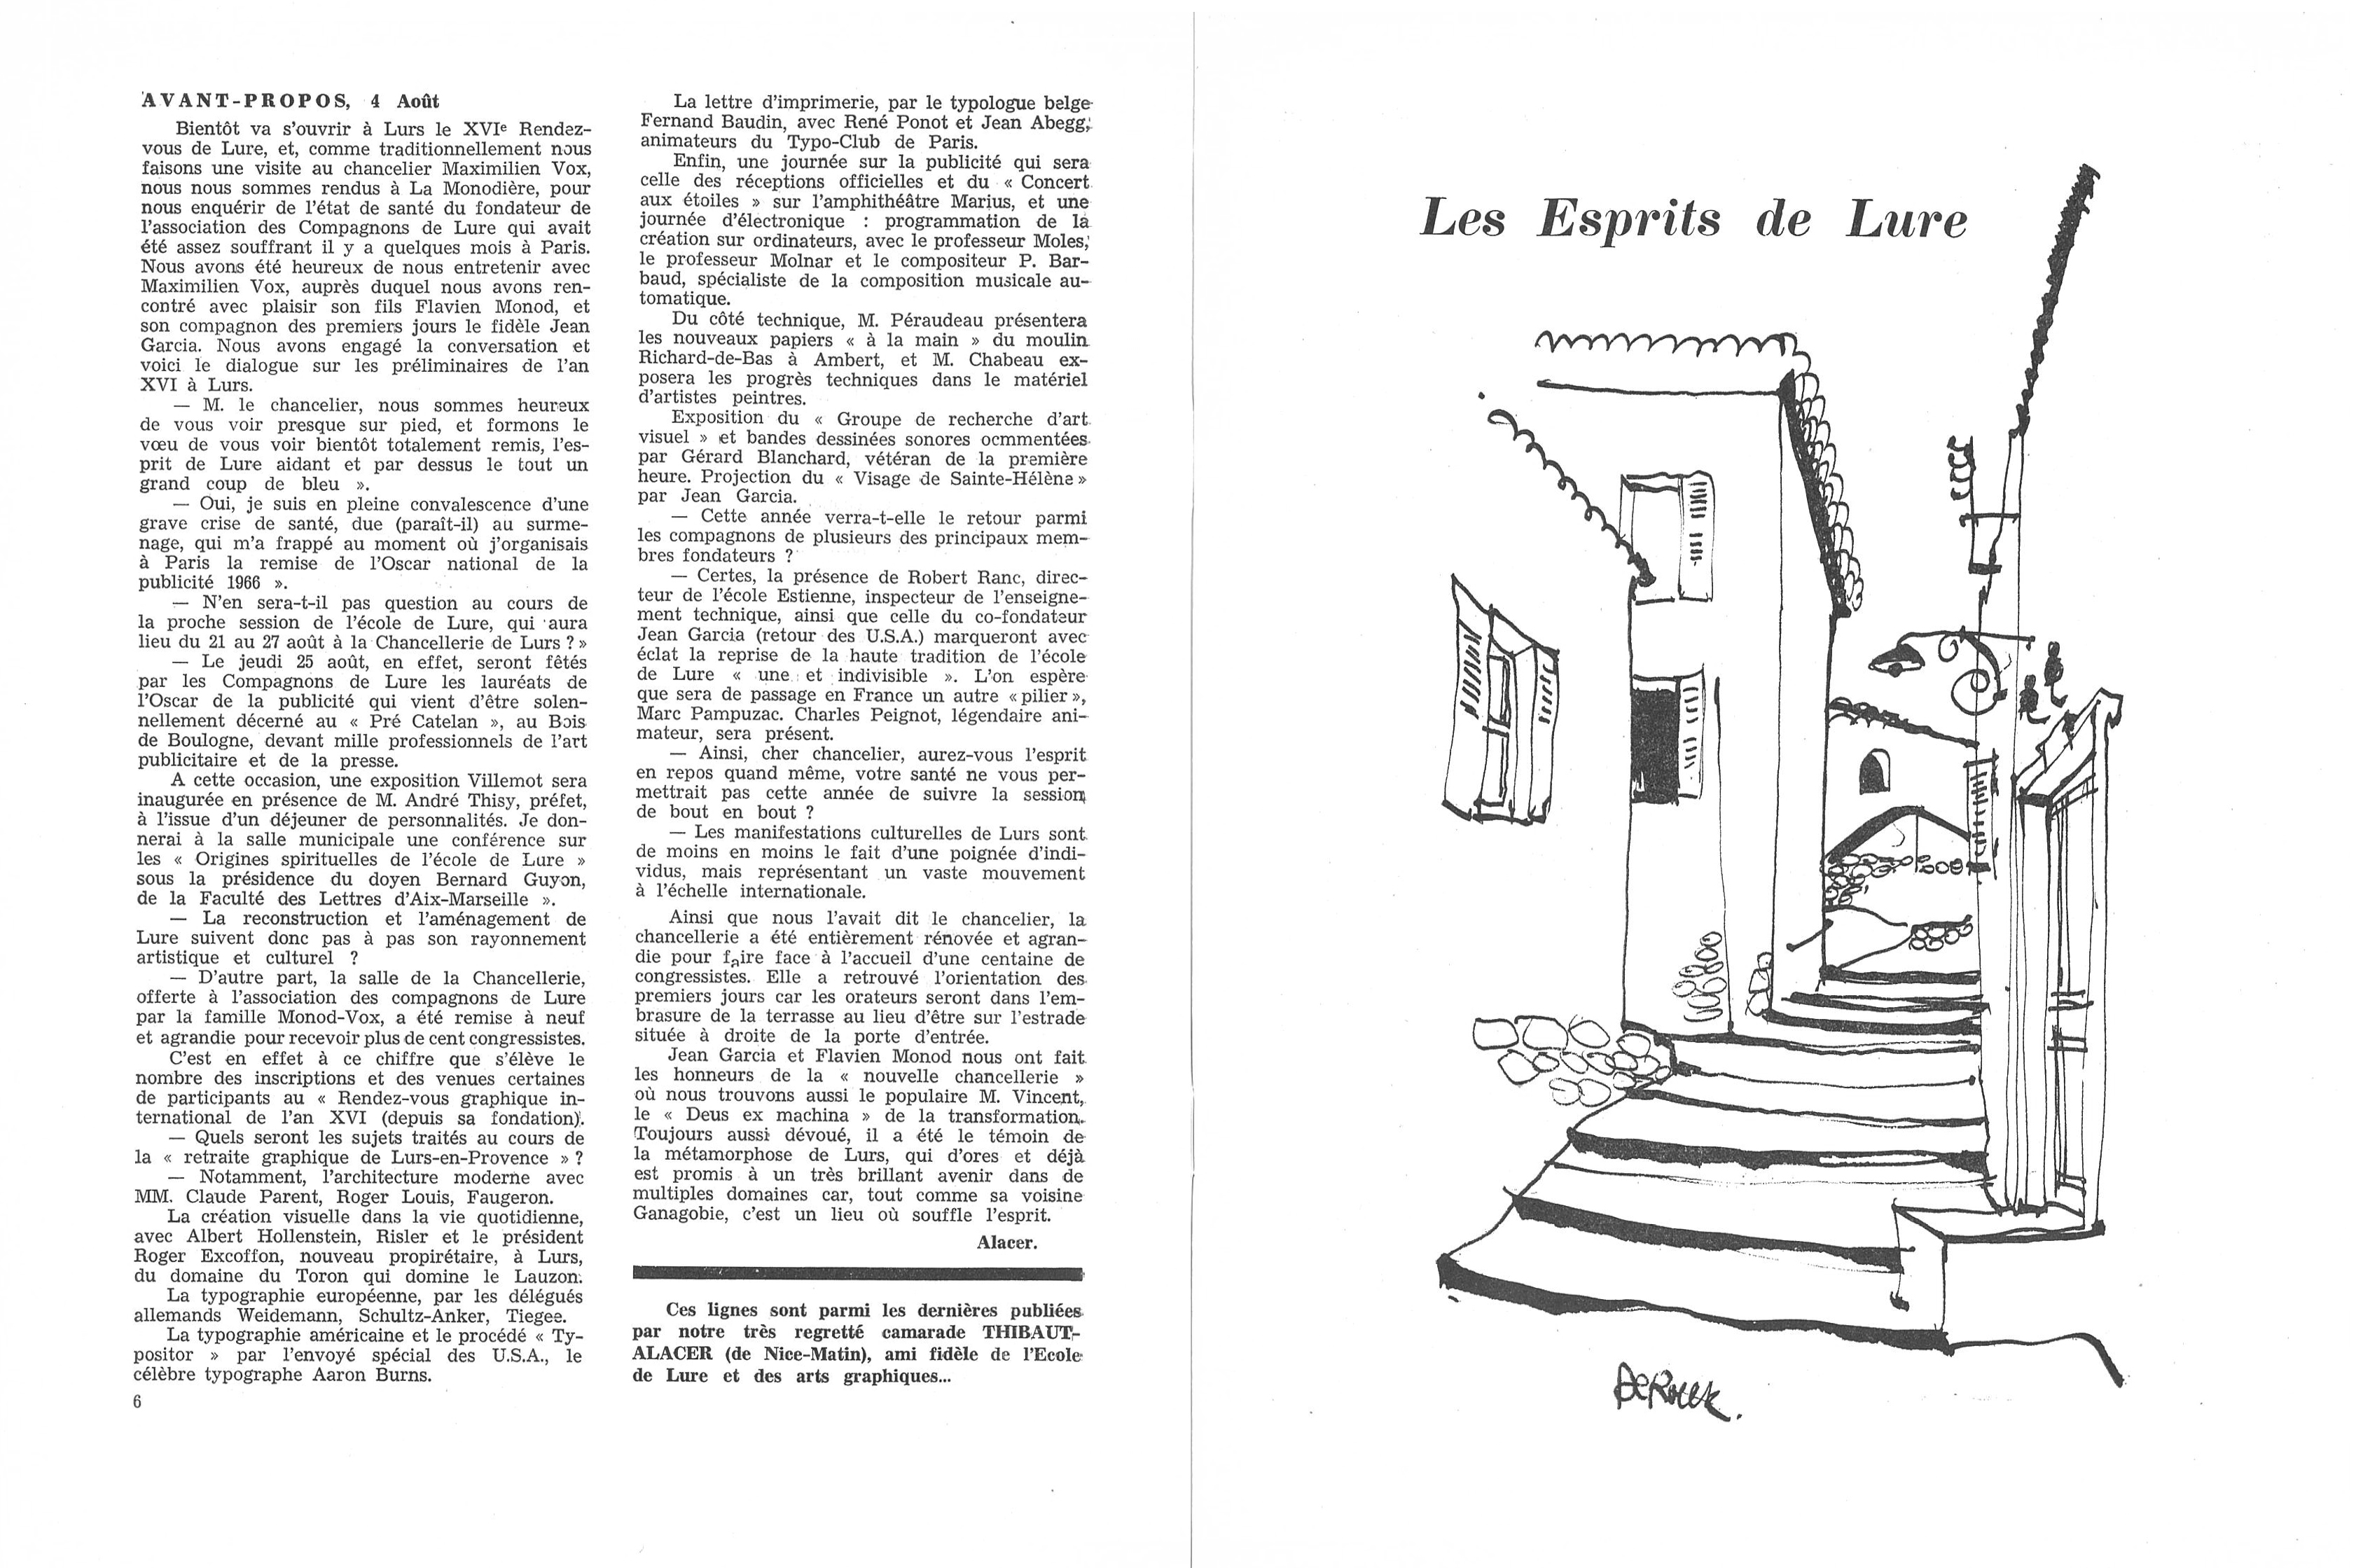 AVANT-PROPOS, 4 Août
Bientôt va s'ouvrir à Lurs le XVIe Rendez-
vous de Lure, et, comme traditionnellement nous
faisons une visite au chancelier Maximilien Vox,
nous nous sommes rendus à La Monodière, pour
nous enquérir de l'état de santé du fondateur de
l'association des Compagnons de Lure qui avait
été assez souffrant il y a quelques mois à Paris.
Nous avons été heureux de nous entretenir avec
Maximilien Vox, auprès duquel nous avons ren-
contré avec plaisir son fils Flavien Monod, et
son compagnon des premiers jours le fidèle Jean
Garcia. Nous avons engagé la conversation et
voici le dialogue sur les préliminaires de l'an
XVI à Lurs.
— M. le chancelier, nous sommes heureux
de vous voir presque sur pied, et formons le
vœu de vous voir bientôt totalement remis, l'es-
prit de Lure aidant et par dessus le tout un
grand coup de bleu ».
— Oui, je suis en pleine convalescence d'une
grave crise de santé, due (paraît-il) au surme-
nage, qui m'a frappé au moment où j'organisais
à Paris la remise de l'Oscar national de la
publicité 1966 ».
— N'en sera-t-il pas question au cours de
la proche session de l'école de Lure, qui aura
lieu du 21 au 27 août à la Chancellerie de Lurs ? »
— Le jeudi 25 août, en effet, seront fêtés
par les Compagnons de Lure les lauréats de
l'Oscar de la publicité qui vient d'être solen-
nellement décerné au « Pré Catelan », au Bois
de Boulogne, devant mille professionnels de l'art
publicitaire et de la presse.
A cette occasion, une exposition Villemot sera
inaugurée en présence de M. André Thisy, préfet,
à l'issue d'un déjeuner de personnalités. Je don-
nerai à la salle municipale une conférence sur
les « Origines spirituelles de l'école de Lure »
sous la présidence du doyen Bernard Guyon,
de la Faculté des Lettres d'Aix-Marseille ».
— La reconstruction et l'aménagement de
Lure suivent donc pas à pas son rayonnement
artistique et culturel ?
— D'autre part, la salle de la Chancellerie,
offerte à l'association des compagnons de Lure
par la famille Monod-Vox, a été remise à neuf
et agrandie pour recevoir plus de cent congressistes.
C'est en effet à ce chiffre que s'élève le
nombre des inscriptions et des venues certaines
de participants au « Rendez-vous graphique in-
ternational de l'an XVI (depuis sa fondation).
— Quels seront les sujets traités au cours de
la « retraite graphique de Lurs-en-Provence » ?
— Notamment, l'architecture moderne avec
MM. Claude Parent, Roger Louis, Faugeron.
La création visuelle dans la vie quotidienne,
avec Albert Hollenstein, Risler et le président
Roger Excoffon, nouveau propirétaire, à Lurs,
du domaine du Toron qui domine le Lauzon.
La typographie européenne, par les délégués
allemands Weidemann, Schultz-Anker, Tiegee.
La typographie américaine et le procédé « Ty-
positor » par l'envoyé spécial des U.S.A., le
célèbre typographe Aaron Burns.
6
La lettre d'imprimerie, par le typologue belge
Fernand Baudin, avec René Ponot et Jean Abegg,
animateurs du Typo-Club de Paris.
Enfin, une journée sur la publicité qui sera
celle des réceptions officielles et du « Concert
aux étoiles » sur l'amphithéâtre Marius, et une
journée d'électronique : programmation de la
création sur ordinateurs, avec le professeur Moles,
le professeur Molnar et le compositeur P. Bar-
baud, spécialiste de la composition musicale au-
tomatique.
Du côté technique, M. Péraudeau présentera
les nouveaux papiers « à la main » du moulin
Richard-de-Bas à Ambert, et M. Chabeau ex-
posera les progrès techniques dans le matériel
d'artistes peintres.
Exposition du « Groupe de recherche d'art
visuel » et bandes dessinées sonores ocmmentées
par Gérard Blanchard, vétéran de la première
heure. Projection du « Visage de Sainte-Hélène »
par Jean Garcia.
— Cette année verra-t-elle le retour parmi
les compagnons de plusieurs des principaux mem-
bres fondateurs ?
— Certes, la présence de Robert Ranc, direc-
teur de l'école Estienne, inspecteur de l'enseigne-
ment technique, ainsi que celle du co-fondateur
Jean Garcia (retour des U.S.A.) marqueront avec
éclat la reprise de la haute tradition de l'école
de Lure « une et indivisible ». L'on espère
que sera de passage en France un autre « pilier »,
Marc Pampuzac. Charles Peignot, légendaire ani-
mateur, sera présent.
— Ainsi, cher chancelier, aurez-vous l'esprit
en repos quand même, votre santé ne vous per-
mettrait pas cette année de suivre la session
de bout en bout ?
— Les manifestations culturelles de Lurs sont
de moins en moins le fait d'une poignée d'indi-
vidus, mais représentant un vaste mouvement
à l'échelle internationale.
Ainsi que nous l'avait dit le chancelier, la
chancellerie a été entièrement rénovée et agran-
die pour faire face à l'accueil d'une centaine de
congressistes. Elle a retrouvé l'orientation des
premiers jours car les orateurs seront dans l'em-
brasure de la terrasse au lieu d'être sur l'estrade
située à droite de la porte d'entrée.
Jean Garcia et Flavien Monod nous ont fait
les honneurs de la « nouvelle chancellerie »
où nous trouvons aussi le populaire M. Vincent,
le « Deus ex machina » de la transformation.
Toujours aussi dévoué, il a été le témoin de
la métamorphose de Lurs, qui d'ores et déjà
est promis à un très brillant avenir dans de
multiples domaines car, tout comme sa voisine
Ganagobie, c'est un lieu où souffle l'esprit.
Alacer.
Ces lignes sont parmi les dernières publiées
par notre très regretté camarade THIBAUT-
ALACER (de Nice-Matin), ami fidèle de l'Ecole
de Lure et des arts graphiques...
Les Esprits de Lure